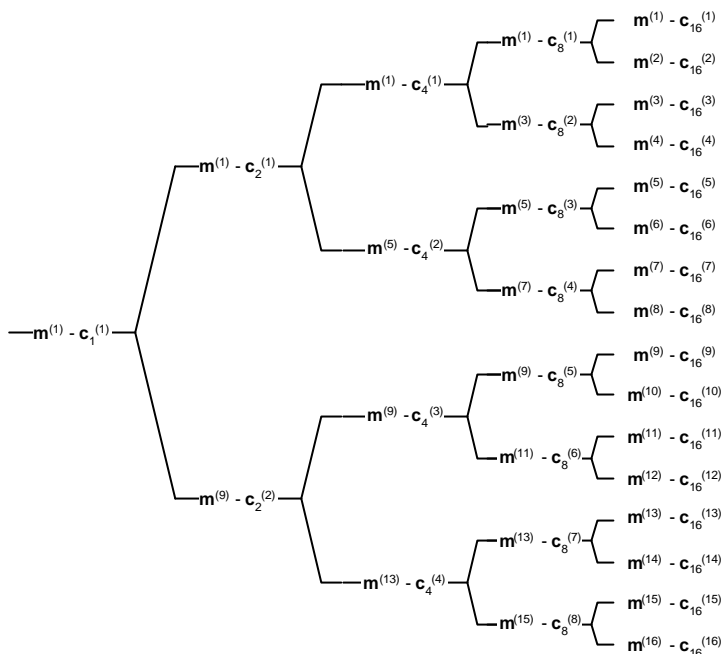 m(1) - c1(1)
m(1) - c2(1)
m(9) - c2(2)
m(1) - c4(1)
m(5) - c4(2)
m(9) - c4(3)
m(13) - c4(4)
m(1) - c8(1)
m(3) - c8(2)
m(5) - c8(3)
m(7) - c8(4)
m(9) - c8(5)
m(11) - c8(6)
m(13) - c8(7)
m(15) - c8(8)
m(1) - c16(1)
m(2) - c16(2)
m(3) - c16(3)
m(4) - c16(4)
m(5) - c16(5)
m(6) - c16(6)
m(7) - c16(7)
m(8) - c16(8)
m(9) - c16(9)
m(10) - c16(10)
m(11) - c16(11)
m(12) - c16(12)
m(13) - c16(13)
m(14) - c16(14)
m(15) - c16(15)
m(16) - c16(16)